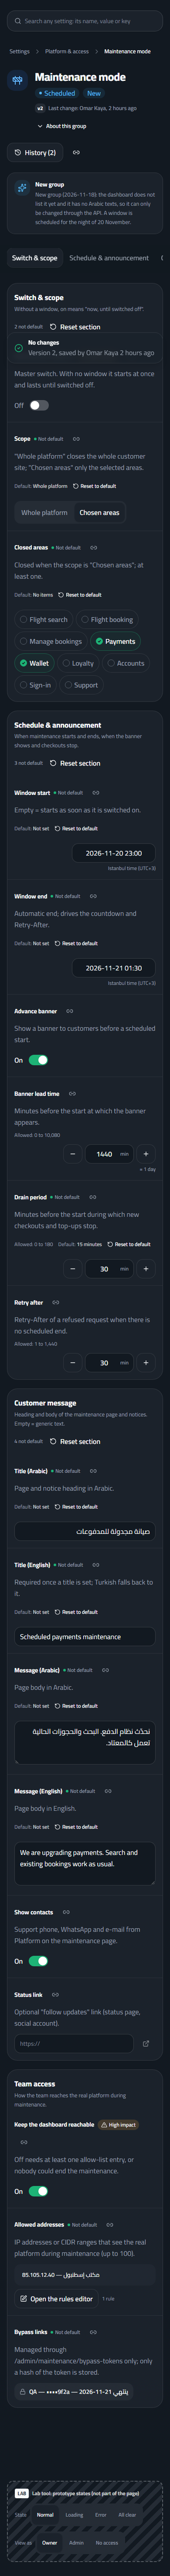 Search any setting: its name, value or key
Settings > Platform & access > Maintenance mode
Maintenance mode
Scheduled New
v2 Last change: Omar Kaya, 2 hours ago
About this group
History (2)
New group
New group (2026-11-18): the dashboard does not
list it yet and it has no Arabic texts, so it can only
be changed through the API. A window is
scheduled for the night of 20 November.
Switch & scope Schedule & announcement
Switch & scope
Without a window, on means "now, until switched off".
2 not default Reset section
No changes
Version 2, saved by Omar Kaya 2 hours ago
Master switch. With no window it starts at once
and lasts until switched off.
Off
Scope Not default
"Whole platform" closes the whole customer
site; "Chosen areas" only the selected areas.
Default: Whole platform Reset to default
Whole platform Chosen areas
Closed areas Not default
Closed when the scope is "Chosen areas"; at
least one.
Default: No items Reset to default
Flight search Flight booking
Manage bookings Payments
Wallet Loyalty Accounts
Sign-in Support
Schedule & announcement
When maintenance starts and ends, when the banner
shows and checkouts stop.
3 not default Reset section
Window start Not default
Empty = starts as soon as it is switched on.
Default: Not set Reset to default
2026-11-20 23:00
Istanbul time (UTC+3)
Window end Not default
Automatic end; drives the countdown and
Retry-After.
Default: Not set Reset to default
2026-11-21 01:30
Istanbul time (UTC+3)
Advance banner
Show a banner to customers before a scheduled
start.
On
Banner lead time
Minutes before the start at which the banner
appears.
Allowed: 0 to 10,080
1440 min
= 1 day
Drain period Not default
Minutes before the start during which new
checkouts and top-ups stop.
Allowed: 0 to 180 Default: 15 minutes Reset to default
30 min
Retry after
Retry-After of a refused request when there is
no scheduled end.
Allowed: 1 to 1,440
30 min
Customer message
Heading and body of the maintenance page and notices.
Empty = generic text.
4 not default Reset section
Title (Arabic) Not default
Page and notice heading in Arabic.
Default: Not set Reset to default
صيانة مجدولة للمدفوعات
Title (English) Not default
Required once a title is set; Turkish falls back to
it.
Default: Not set Reset to default
Scheduled payments maintenance
Message (Arabic) Not default
Page body in Arabic.
Default: Not set Reset to default
نحدّث نظام الدفع. البحث والحجوزات الحالية
تعمل كالمعتاد.
Message (English) Not default
Page body in English.
Default: Not set Reset to default
We are upgrading payments. Search and
existing bookings work as usual.
Show contacts
Support phone, WhatsApp and e-mail from
Platform on the maintenance page.
On
Status link
Optional "follow updates" link (status page,
social account).
https://
Team access
How the team reaches the real platform during
maintenance.
Keep the dashboard reachable High impact
Off needs at least one allow-list entry, or
nobody could end the maintenance.
On
Allowed addresses Not default
IP addresses or CIDR ranges that see the real
platform during maintenance (up to 100).
85.105.12.40 — مكتب إسطنبول
Open the rules editor 1 rule
Bypass links Not default
Managed through
/admin/maintenance/bypass-tokens only; only
a hash of the token is stored.
QA — ••••9f2a — 2026-11-21 ينتهي
LAB Lab tool: prototype states (not part of the page)
State Normal Loading Error All clear
View as Owner Admin No access